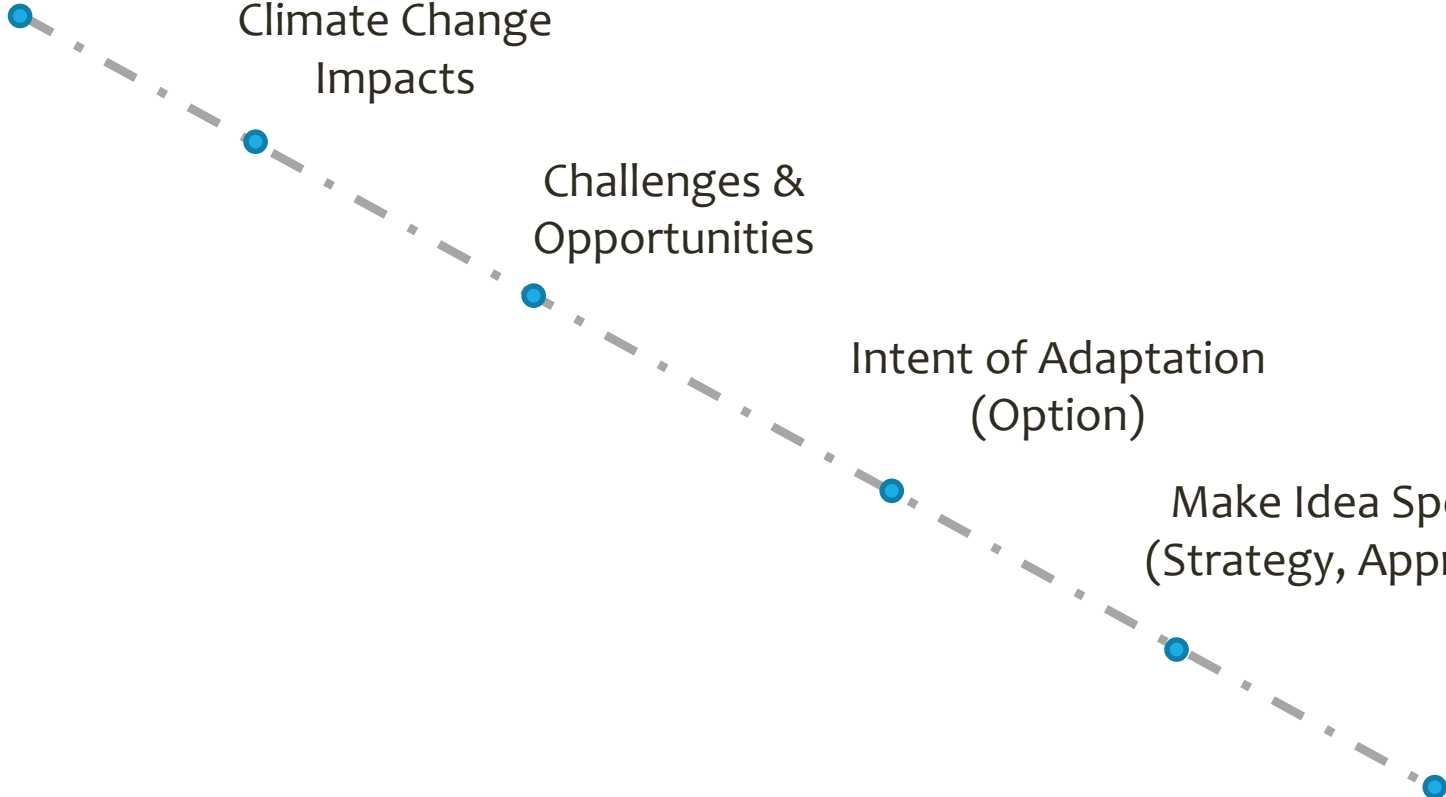 Climate Change
Impacts
Challenges &
Opportunities
Intent of Adaptation
(Option)
Make Idea
(Strategy,